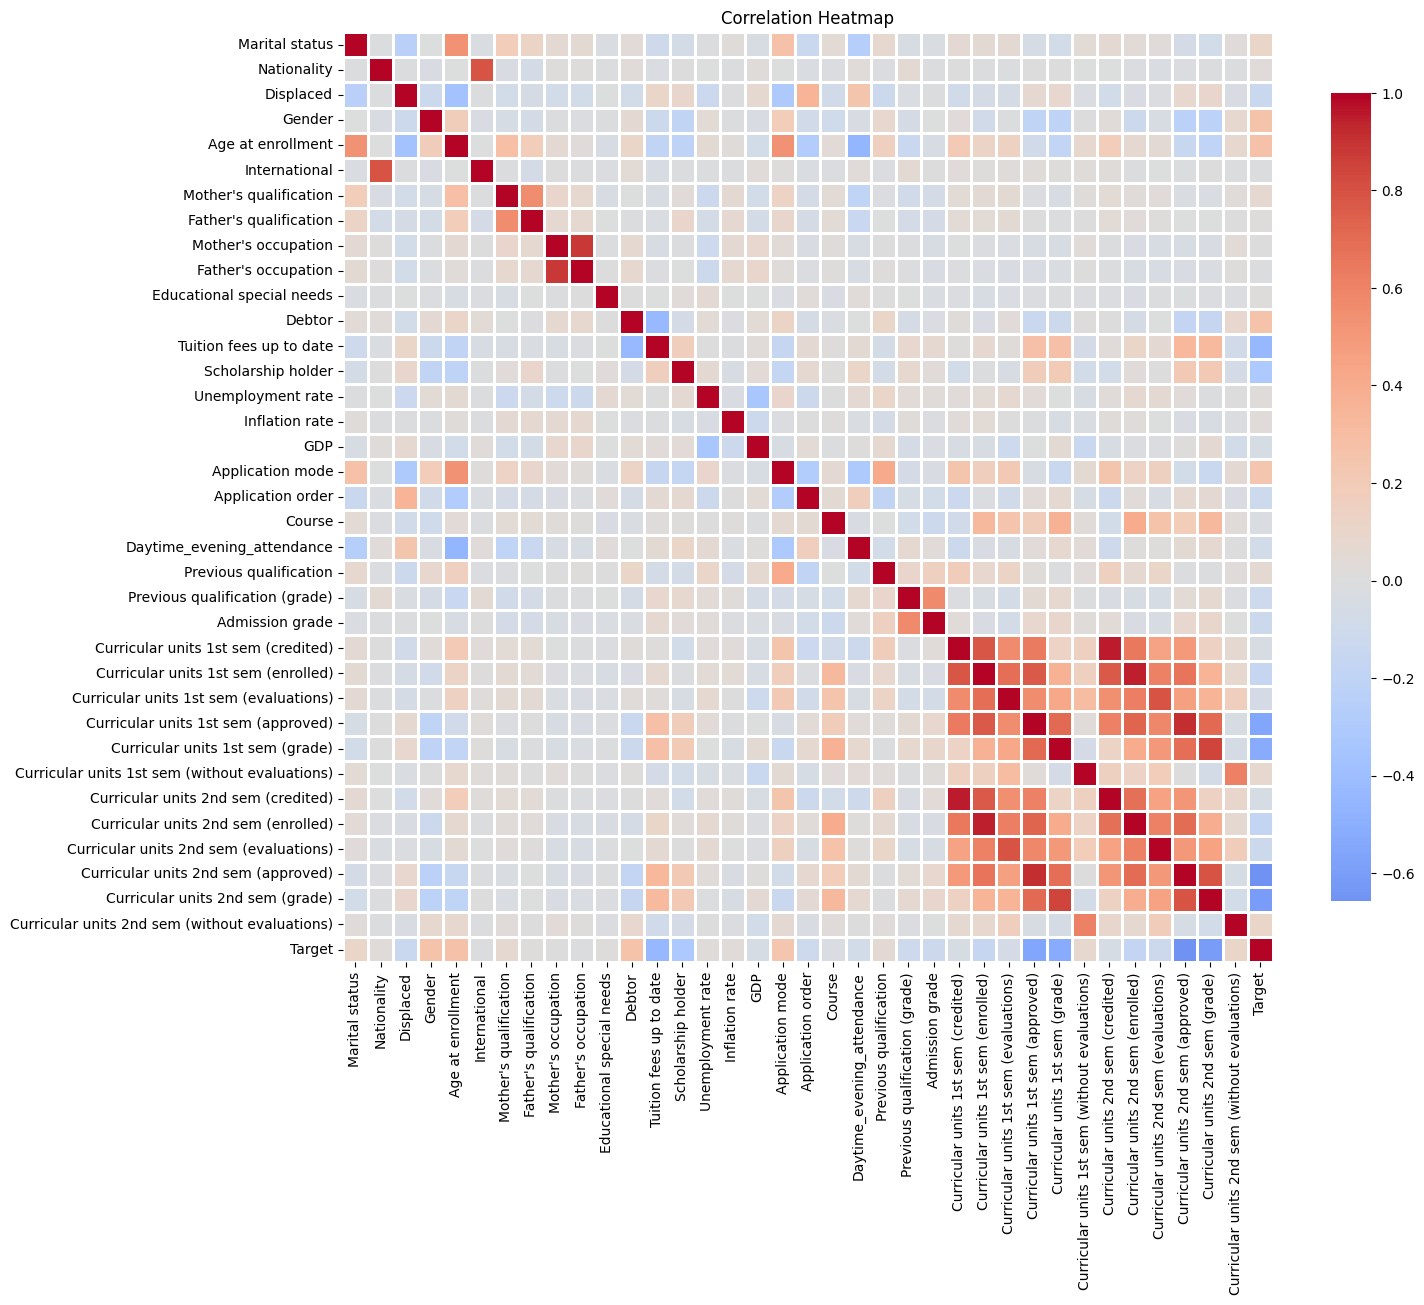 Correlation Heatmap
Marital status
Nationality
Displaced
Gender
Age at enrollment
International
Mother's qualification
Father's qualification
Mother's occupation
Father's occupation
Educational special needs
Debtor
Tuition fees up to date
Scholarship holder
Unemployment rate
Inflation rate
GDP
Application mode
Application order
Course
Daytime_evening_attendance
Previous qualification
Previous qualification (grade)
Admission grade
Curricular units 1st sem (credited)
Curricular units 1st sem (enrolled)
Curricular units 1st sem (evaluations)
Curricular units 1st sem (approved)
Curricular units 1st sem (grade)
Curricular units 1st sem (without evaluations)
Curricular units 2nd sem (credited)
Curricular units 2nd sem (enrolled)
Curricular units 2nd sem (evaluations)
Curricular units 2nd sem (approved)
Curricular units 2nd sem (grade)
Curricular units 2nd sem (without evaluations)
Target
Marital status
Nationality
Displaced
Gender
Age at enrollment
International
Mother's qualification
Father's qualification
Mother's occupation
Father's occupation
Educational special needs
Debtor
Tuition fees up to date
Scholarship holder
Unemployment rate
Inflation rate
GDP
Application mode
Application order
Course
Daytime_evening_attendance
Previous qualification
Previous qualification (grade)
Admission grade
Curricular units 1st sem (credited)
Curricular units 1st sem (enrolled)
Curricular units 1st sem (evaluations)
Curricular units 1st sem (approved)
Curricular units 1st sem (grade)
Curricular units 1st sem (without evaluations)
Curricular units 2nd sem (credited)
Curricular units 2nd sem (enrolled)
Curricular units 2nd sem (evaluations)
Curricular units 2nd sem (approved)
Curricular units 2nd sem (grade)
Curricular units 2nd sem (without evaluations)
Target
1.0
0.8
0.6
0.4
0.2
0.0
−0.2
−0.4
−0.6